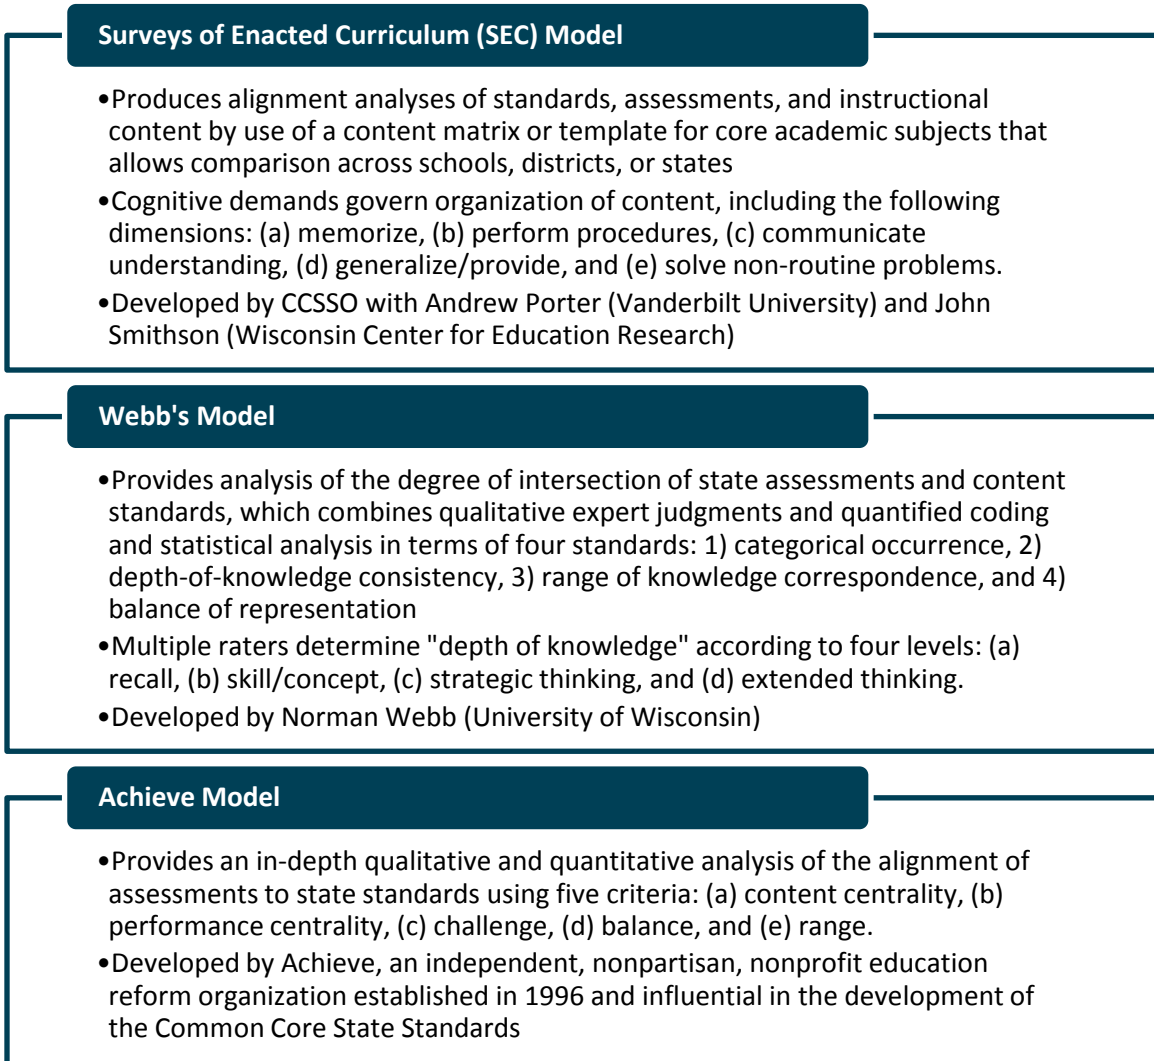 Surveys of Enacted Curriculum (SEC) Model
•Produces alignment analyses of standards, assessments, and instructional
content by use of a content matrix or template for core academic subjects that
allows comparison across schools, districts, or states
•Cognitive demands govern organization of content, including the following
dimensions: (a) memorize, (b) perform procedures, (c) communicate
understanding, (d) generalize/provide, and (e) solve non-routine problems.
•Developed by CCSSO with Andrew Porter (Vanderbilt University) and John
Smithson (Wisconsin Center for Education Research)
Webb's Model
•Provides analysis of the degree of intersection of state assessments and content
standards, which combines qualitative expert judgments and quantified coding
and statistical analysis in terms of four standards: 1) categorical occurrence, 2)
depth-of-knowledge consistency, 3) range of knowledge correspondence, and 4)
balance of representation
•Multiple raters determine "depth of knowledge" according to four levels: (a)
recall, (b) skill/concept, (c) strategic thinking, and (d) extended thinking.
•Developed by Norman Webb (University of Wisconsin)
Achieve Model
•Provides an in-depth qualitative and quantitative analysis of the alignment of
assessments to state standards using five criteria: (a) content centrality, (b)
performance centrality, (c) challenge, (d) balance, and (e) range.
•Developed by Achieve, an independent, nonpartisan, nonprofit education
reform organization established in 1996 and influential in the development of
the Common Core State Standards